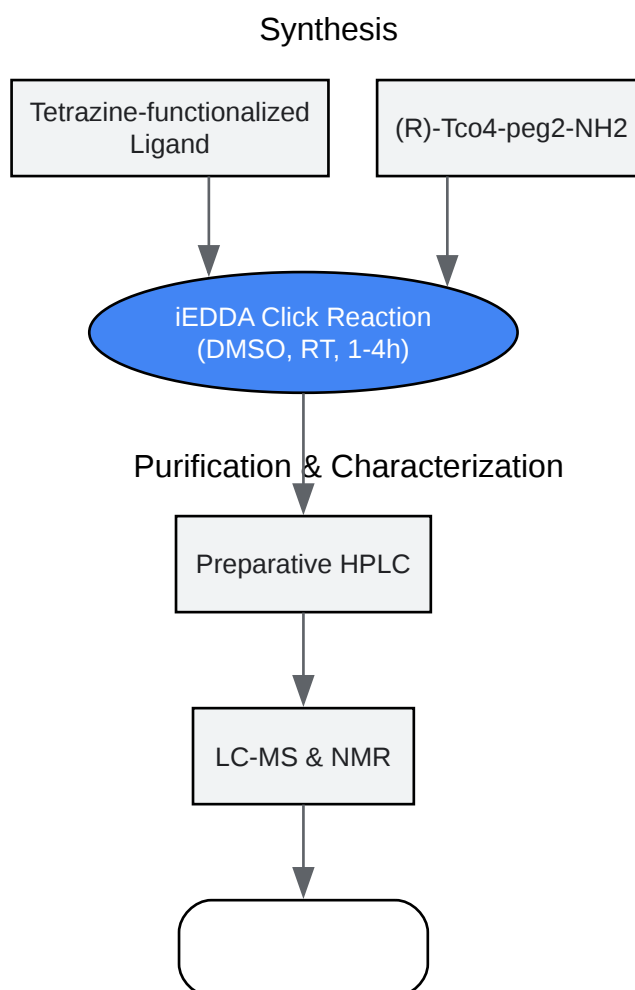 Synthesis
Tetrazine-functionalized
Ligand
(R)-Tco4-peg2-NH2
iEDDA Click Reaction
(DMSO, RT, 1-4h)
Purification & Characterization
Preparative HPLC
LC-MS & NMR